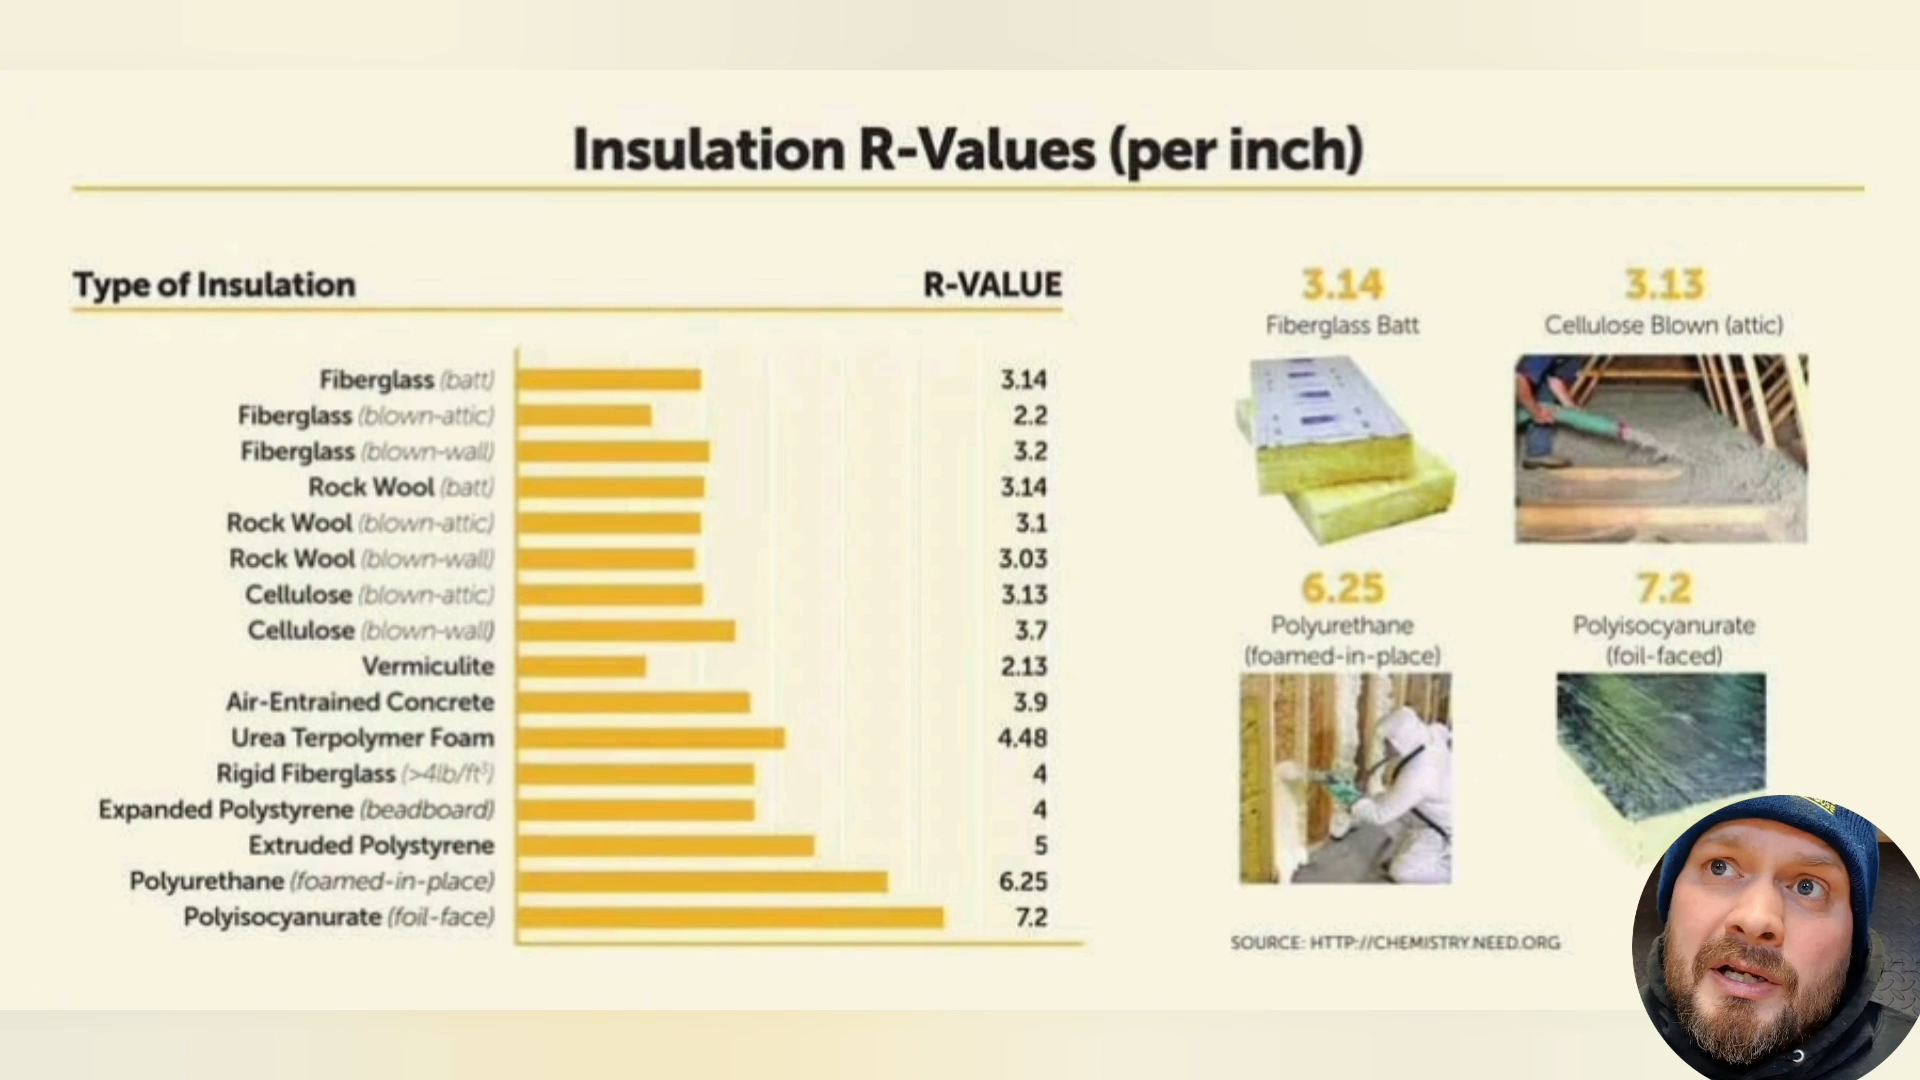 Insulation R-Values (per inch)
Type of Insulation R-VALUE
Fiberglass (batt) 3.14
Fiberglass (blown-attic) 2.2
Fiberglass (blown-wall) 3.2
Rock Wool (batt) 3.14
Rock Wool (blown-attic) 3.1
Rock Wool (blown-wall) 3.03
Cellulose (blown-attic) 3.13
Cellulose (blown-wall) 3.7
Vermiculite 2.13
Air-Entrained Concrete 3.9
Urea Terpolymer Foam 4.48
Rigid Fiberglass (>4lb/ft³) 4
Expanded Polystyrene (beadboard) 4
Extruded Polystyrene 5
Polyurethane (foamed-in-place) 6.25
Polyisocyanurate (foil-face) 7.2
3.14
Fiberglass Batt
3.13
Cellulose Blown (attic)
6.25
Polyurethane
(foamed-in-place)
7.2
Polyisocyanurate
(foil-faced)
SOURCE: HTTP://CHEMISTRY.NEED.ORG